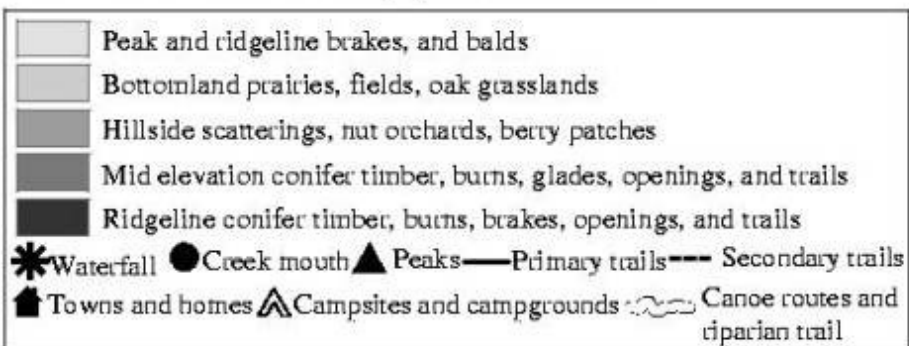 Peak and ridgeline brakes, and balds
Bottomland prairies, fields, oak grasslands
Hillside scatterings, nut orchards, berry patches
Mid elevation conifer timber, burns, glades, openings, and trails
Ridgeline conifer timber, burns, brakes, openings, and trails
Waterfall Creek mouth Peaks Primary trails Secondary trails
Towns and homes Campsites and campgrounds Canoe routes and
riparian trail